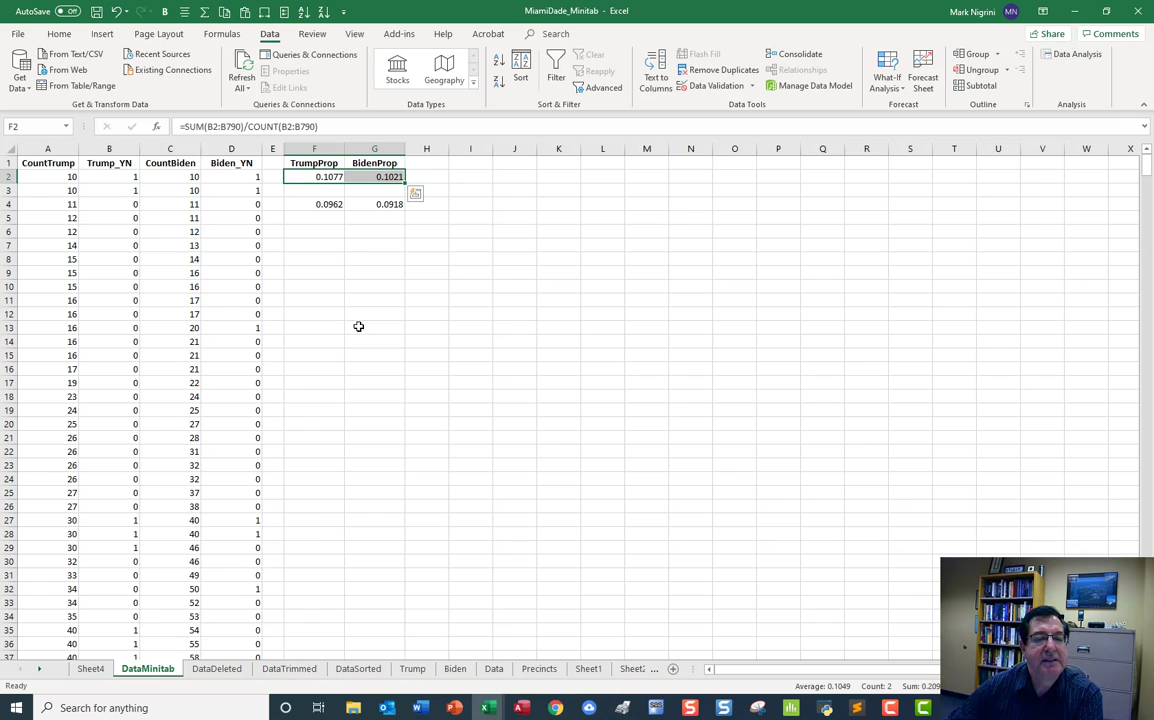 AutoSave Off
MiamiDade_Minitab - Excel
Mark Nigrini MN
File Home Insert Page Layout Formulas Data Review View Add-ins Help Acrobat Search Share Comments
Get Data
From Text/CSV
From Web
From Table/Range
Recent Sources
Existing Connections
Get & Transform Data
Refresh All
Queries & Connections
Properties
Edit Links
Queries & Connections
Stocks Geography
Data Types
Sort Filter
Clear
Reapply
Advanced
Sort & Filter
Text to Columns
Flash Fill
Remove Duplicates
Data Validation
Consolidate
Relationships
Manage Data Model
Data Tools
What-If Analysis
Forecast Sheet
Forecast
Group
Ungroup
Subtotal
Outline
Data Analysis
Analysis
F2 fx =SUM(B2:B790)/COUNT(B2:B790)
A B C D E F G H I J K L M N O P Q R S T U V W X
1 CountTrump Trump_YN CountBiden Biden_YN TrumpProp BidenProp
2 10 1 10 1 0.1077 0.1021
3 10 1 10 1
4 11 0 11 0 0.0962 0.0918
5 12 0 11 0
6 12 0 12 0
7 14 0 13 0
8 15 0 14 0
9 15 0 16 0
10 15 0 16 0
11 16 0 17 0
12 16 0 17 0
13 16 0 20 1
14 16 0 21 0
15 16 0 21 0
16 17 0 21 0
17 19 0 22 0
18 23 0 24 0
19 24 0 25 0
20 25 0 27 0
21 26 0 28 0
22 26 0 31 0
23 26 0 32 0
24 26 0 32 0
25 27 0 37 0
26 27 0 38 0
27 30 1 40 1
28 30 1 40 1
29 30 1 46 0
30 32 0 46 0
31 33 0 49 0
32 34 0 50 1
33 34 0 52 0
34 35 0 53 0
35 40 1 54 0
36 40 1 55 0
37 40 1 58 0
Sheet4 DataMinitab DataDeleted DataTrimmed DataSorted Trump Biden Data Precincts Sheet1 Sheet2 ...
Ready Average: 0.1049 Count: 2 Sum: 0.209
Search for anything